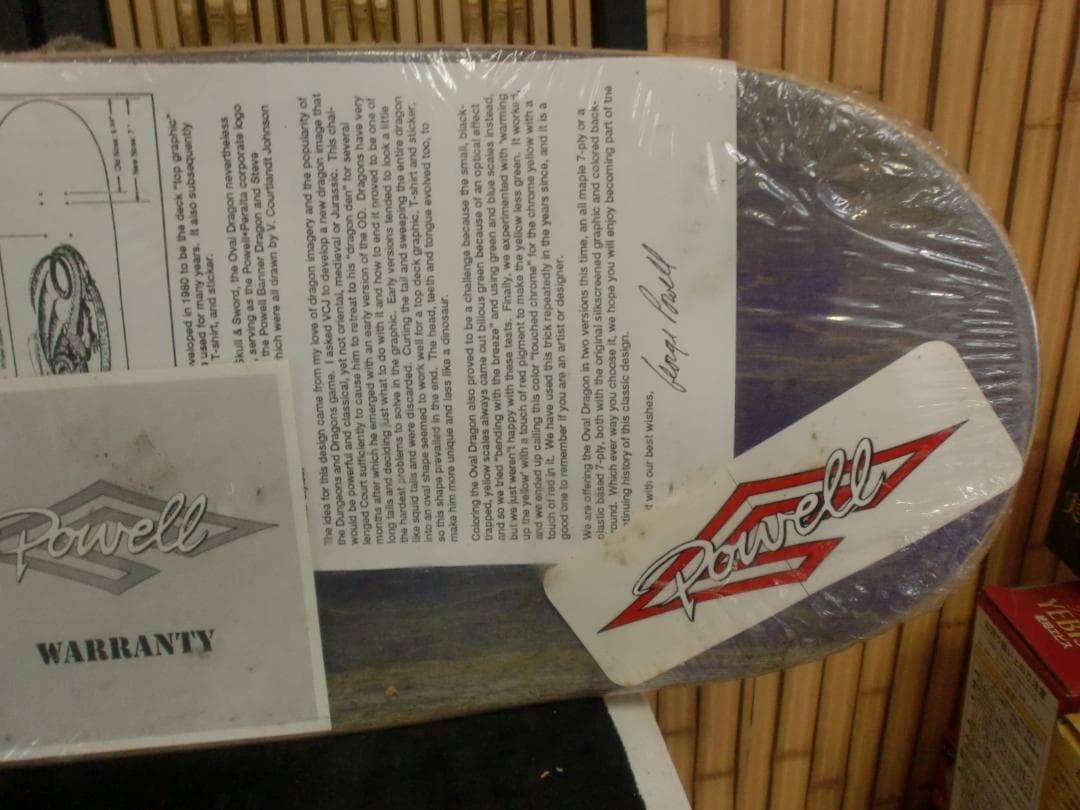 Old Nose 6.45"
New Nose 7"
veloped in 1980 to be the deck "top graphic"
used for many years. It also subsequently
T-shirt, and sticker.
Skull & Sword, the Oval Dragon nevertheless
serving as the Powell•Peralta corporate logo
the Powell Banner Dragon and Steve
which were all drawn by V. Courtlandt Johnson
The idea for this design came from my love of dragon imagery and the popularity of
the Dungeons and Dragons game. I asked VCJ to develop a new dragon image that
would be powerful and classical, yet not oriental, medieval or Jurassic. This chal-
lenged Court sufficiently to cause him to retreat to his "dragon den" for several
months after which he emerged with an early version of the OD. Dragons have very
long tails and deciding just what to do with it and how to end it proved to be one of
the hardest problems to solve in the graphic. Early versions tended to look a little
like squid tails and were discarded. Curling the tail and sweeping the entire dragon
into an oval shape seemed to work well for a top deck graphic, T-shirt and sticker,
so this shape prevailed in the end. The head, teeth and tongue evolved too, to
make him more unique and less like a dinosaur.
Coloring the Oval Dragon also proved to be a challenge because the small, black-
trapped, yellow scales always came out billous green because of an optical effect
and so we tried "bending with the breeze" and using green and blue scales instead,
but we just weren't happy with these tests. Finally, we experimented with 'warming
up the yellow' with a touch of red pigment to make the yellow less green. It worked,
and we ended up calling this color "touched chrome" for the chrome yellow with a
touch of red in it. We have used this trick repeatedly in the years since, and it is a
good one to remember if you are an artist or designer.
We are offering the Oval Dragon in two versions this time, an all maple 7-ply or a
plastic biased 7-ply, both with the original silkscreened graphic and colored back-
round. Which ever way you choose it, we hope you will enjoy becoming part of the
ntinuing history of this classic design.
with our best wishes,
George Powell
Powell
WARRANTY
Powell
YEBIS